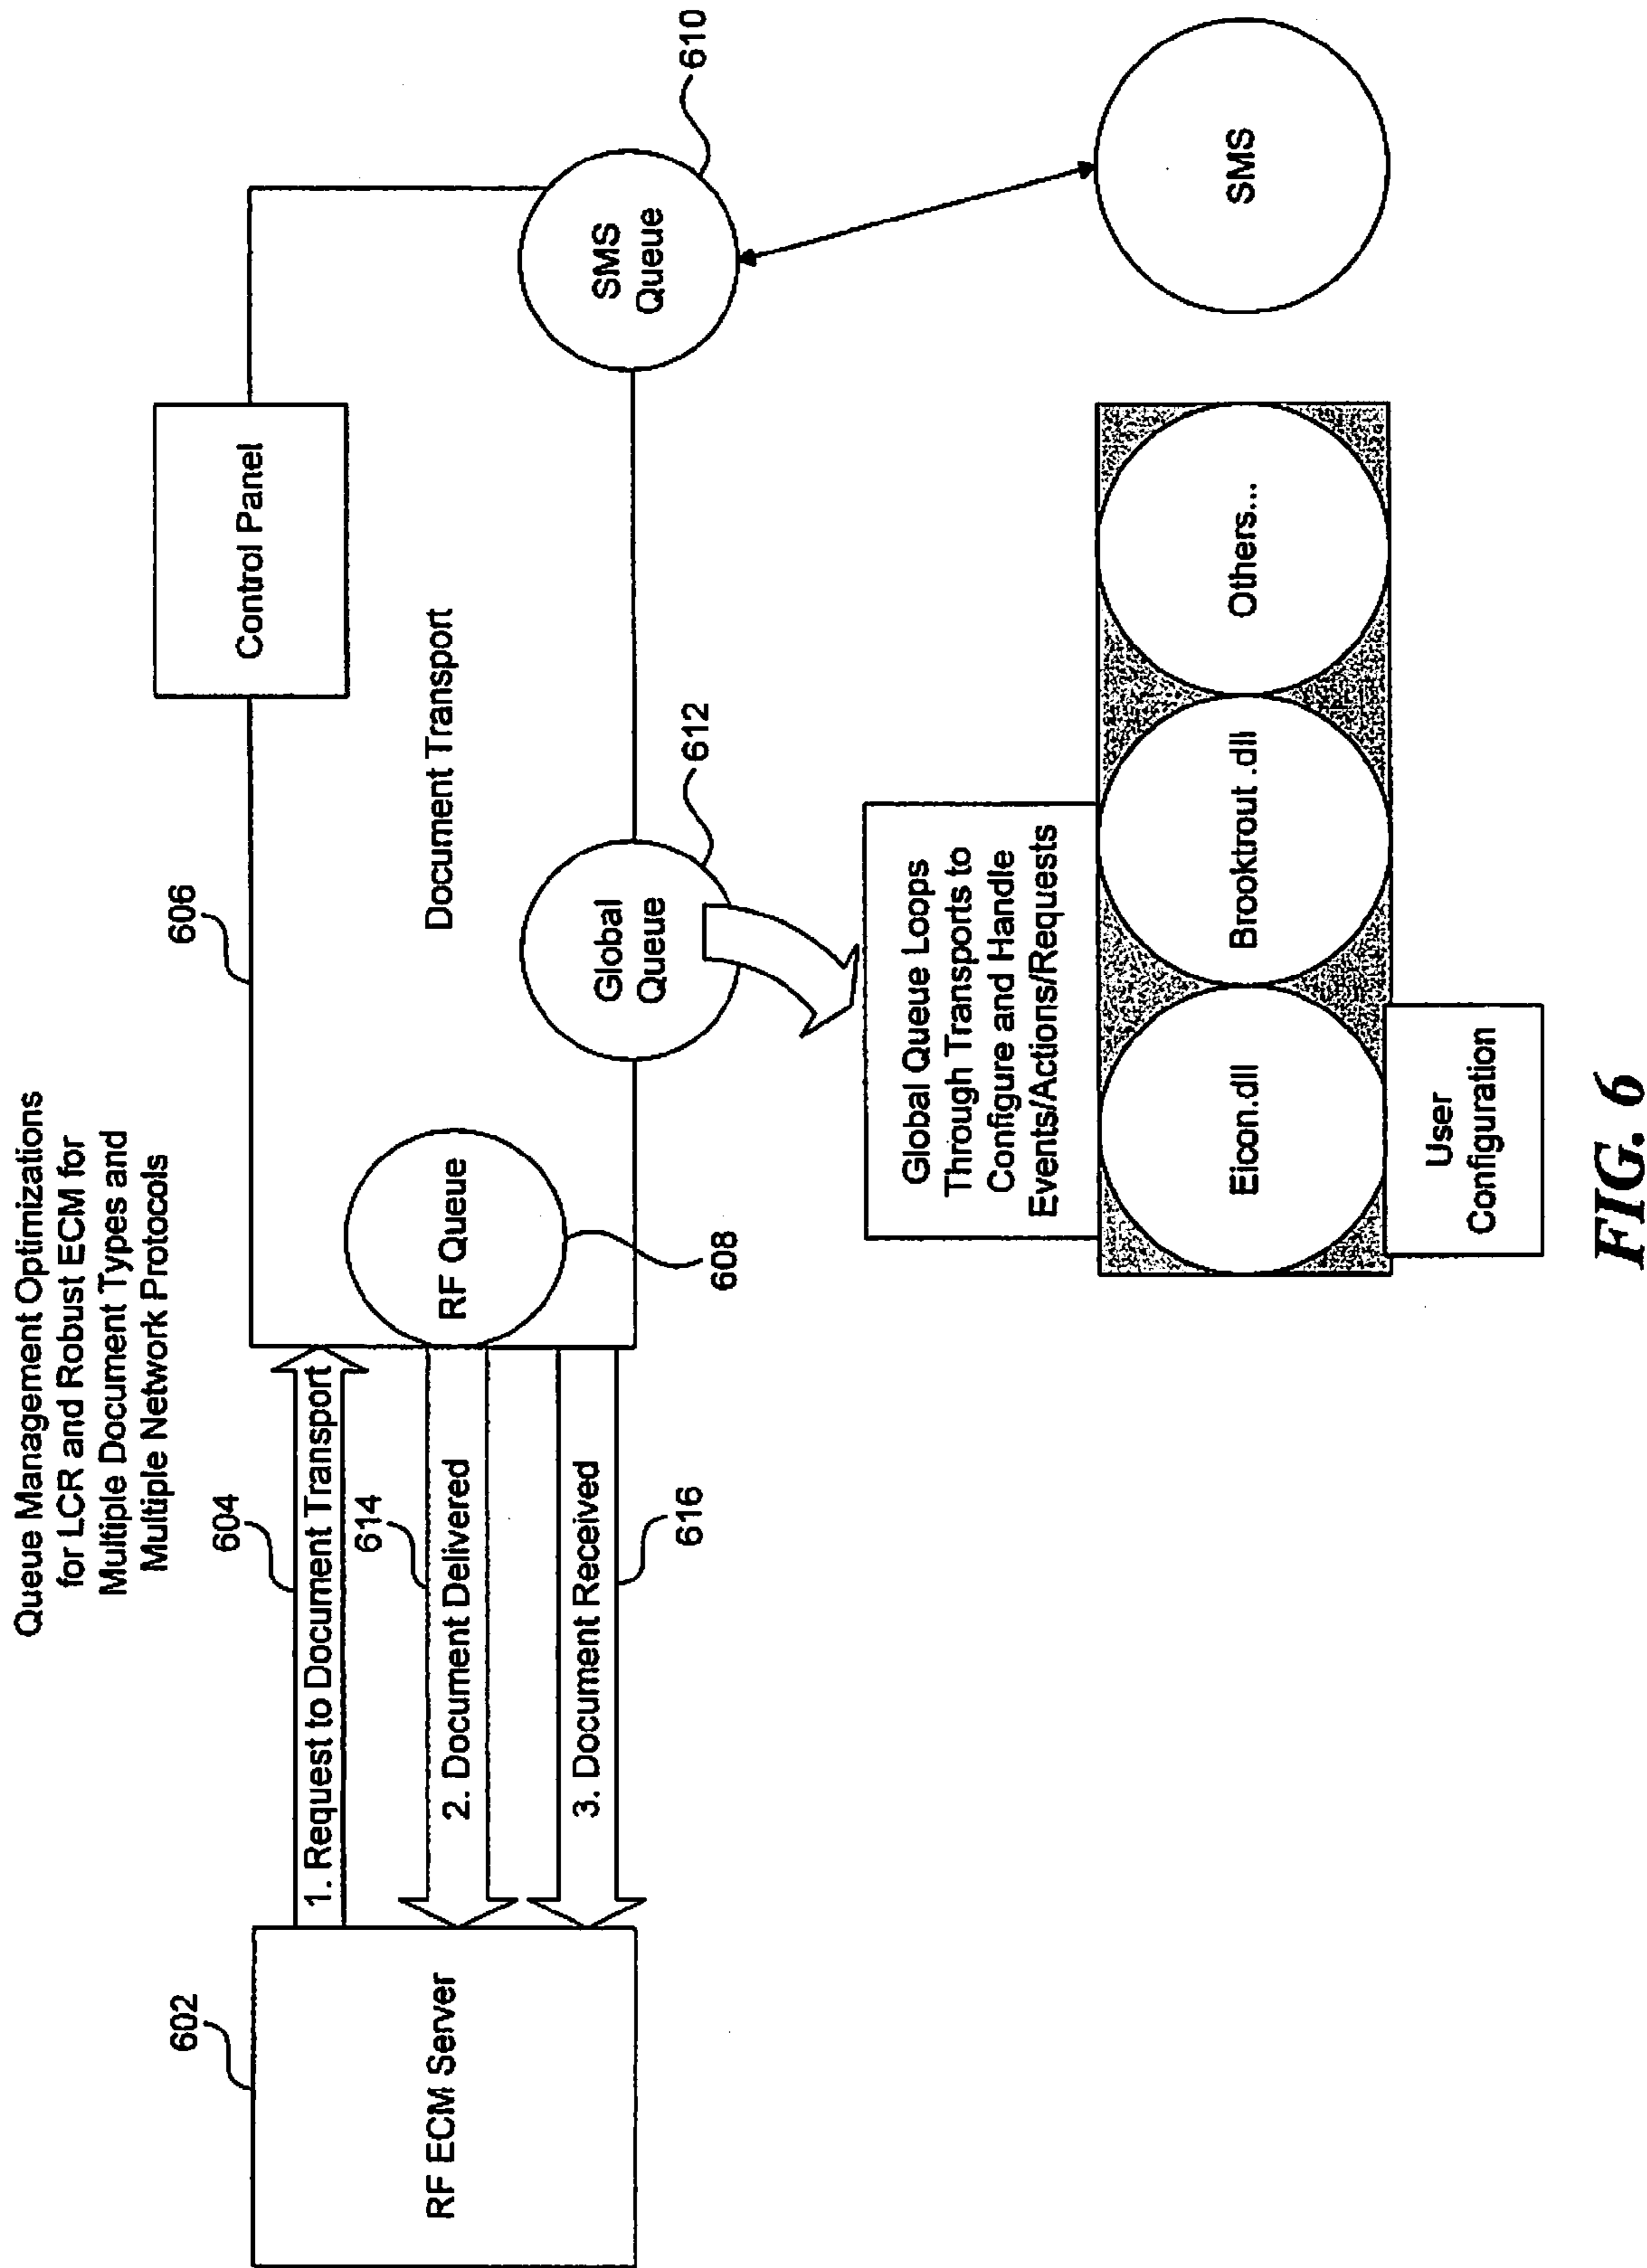 Queue Management Optimizations
for LCR and Robust ECM for
Multiple Document Types and
Multiple Network Protocols
602
RF ECM Server
604
1. Request to Document Transport
614
2. Document Delivered
3. Document Received
616
606
Control Panel
Document Transport
RF Queue
608
Global
Queue
612
SMS
Queue
610
Global Queue Loops
Through Transports to
Configure and Handle
Events/Actions/Requests
Eicon.dll
Brooktrout .dll
Others...
SMS
User
Configuration
FIG. 6